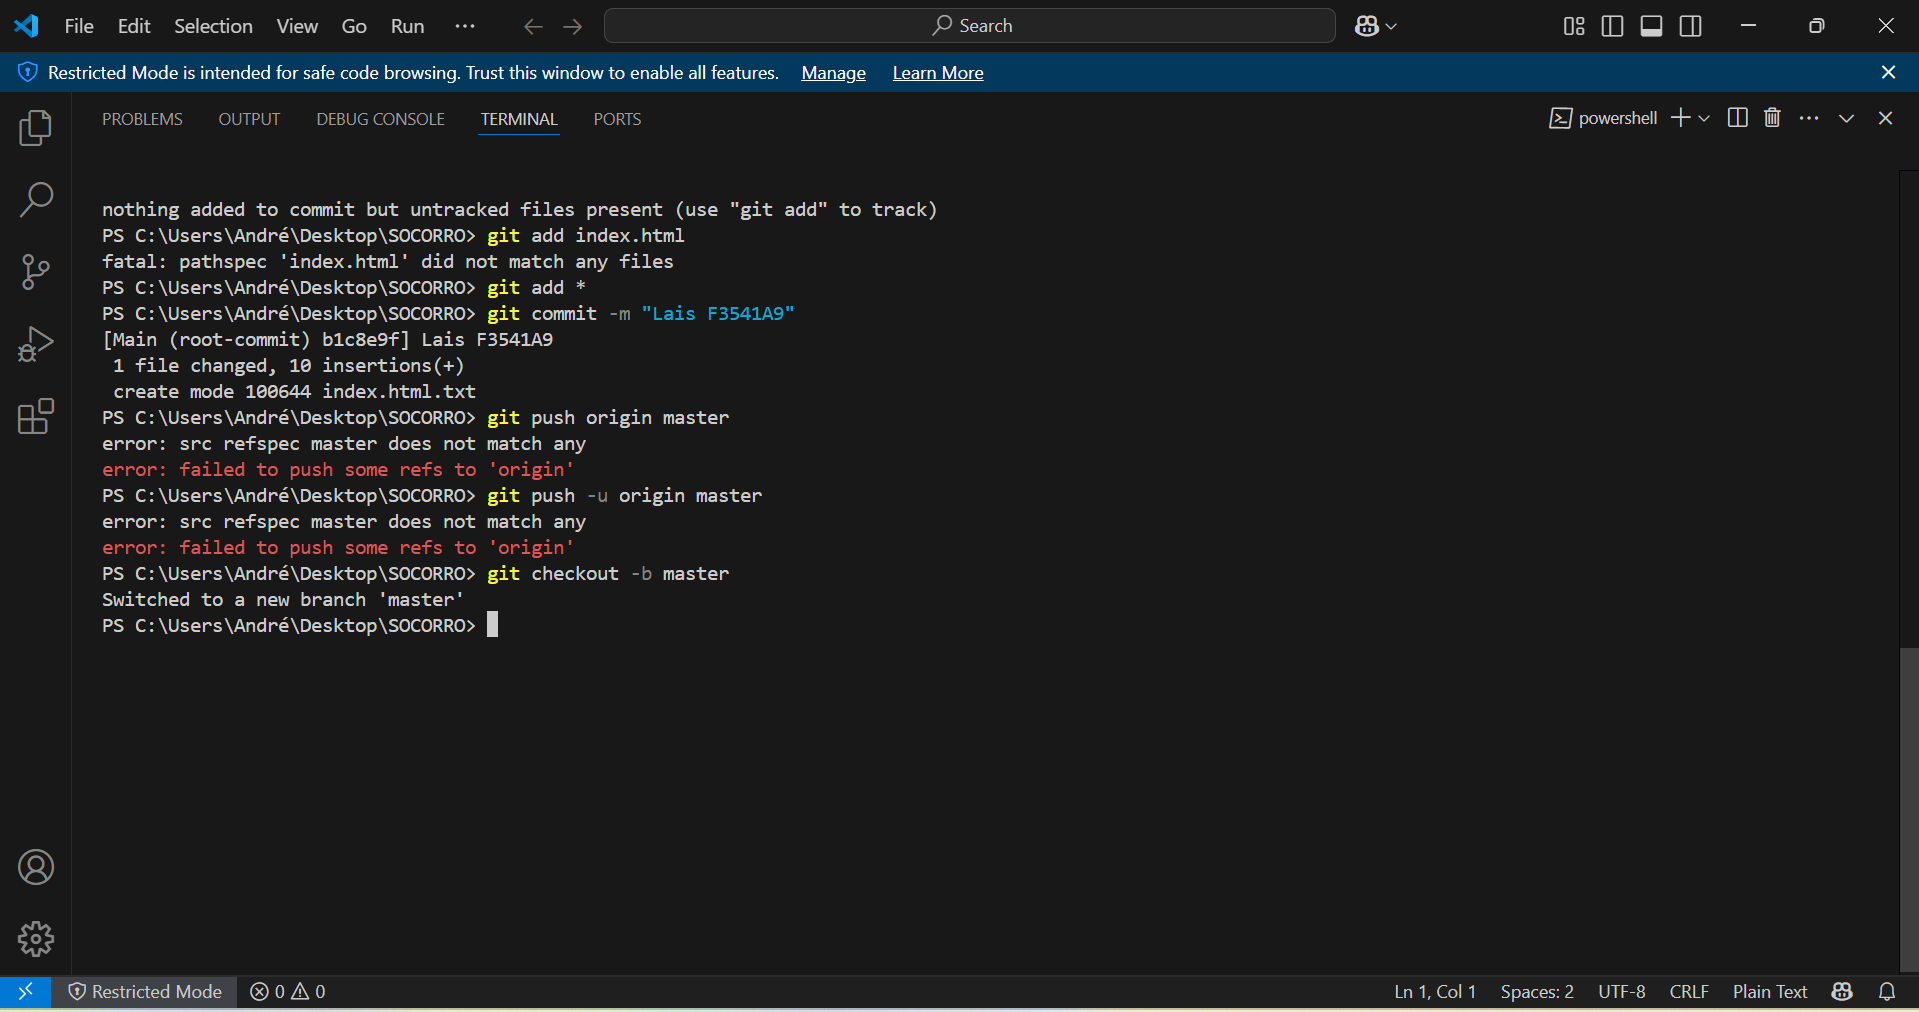 File Edit Selection View Go Run ··· Search
Restricted Mode is intended for safe code browsing. Trust this window to enable all features. Manage Learn More
PROBLEMS OUTPUT DEBUG CONSOLE TERMINAL PORTS powershell
nothing added to commit but untracked files present (use "git add" to track)
PS C:\Users\André\Desktop\SOCORRO> git add index.html
fatal: pathspec 'index.html' did not match any files
PS C:\Users\André\Desktop\SOCORRO> git add *
PS C:\Users\André\Desktop\SOCORRO> git commit -m "Lais F3541A9"
[Main (root-commit) b1c8e9f] Lais F3541A9
 1 file changed, 10 insertions(+)
 create mode 100644 index.html.txt
PS C:\Users\André\Desktop\SOCORRO> git push origin master
error: src refspec master does not match any
error: failed to push some refs to 'origin'
PS C:\Users\André\Desktop\SOCORRO> git push -u origin master
error: src refspec master does not match any
error: failed to push some refs to 'origin'
PS C:\Users\André\Desktop\SOCORRO> git checkout -b master
Switched to a new branch 'master'
PS C:\Users\André\Desktop\SOCORRO>
Restricted Mode 0 0 Ln 1, Col 1 Spaces: 2 UTF-8 CRLF Plain Text